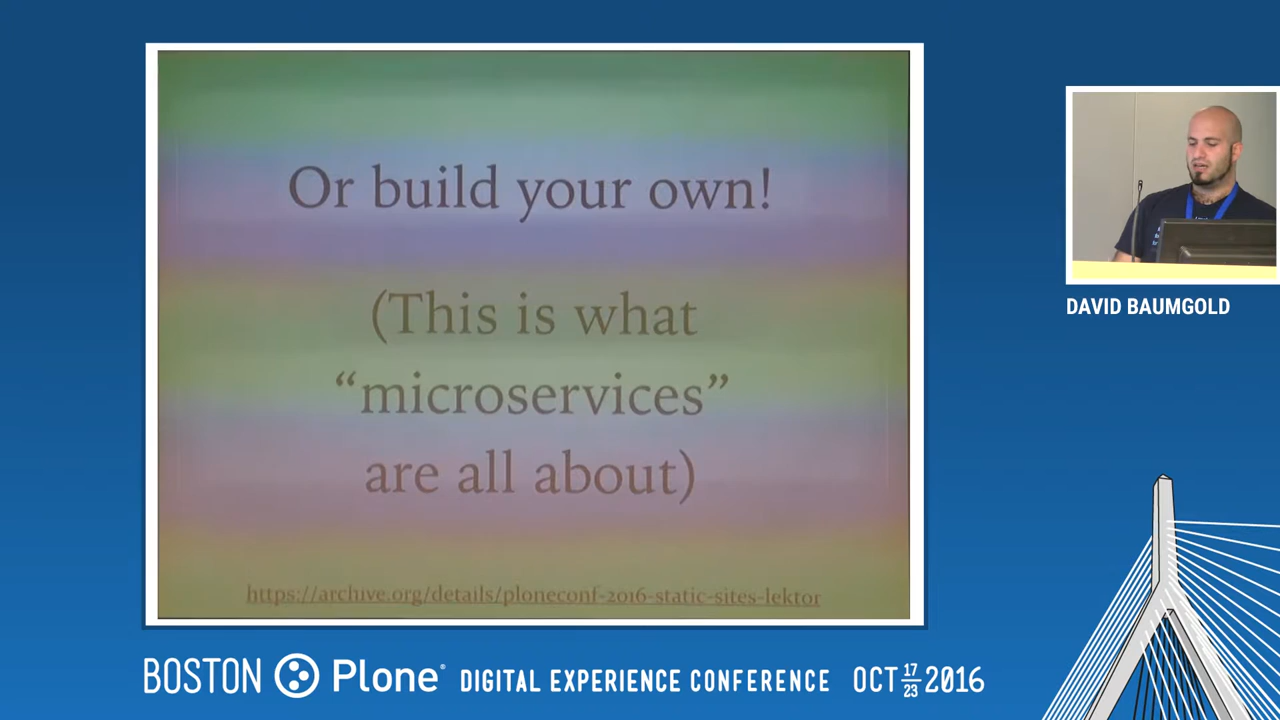 Or build your own!
(This is what
“microservices”
are all about)
https://archive.org/details/ploneconf-2016-static-sites-lektor
DAVID BAUMGOLD
BOSTON Plone® DIGITAL EXPERIENCE CONFERENCE OCT 17 23 2016